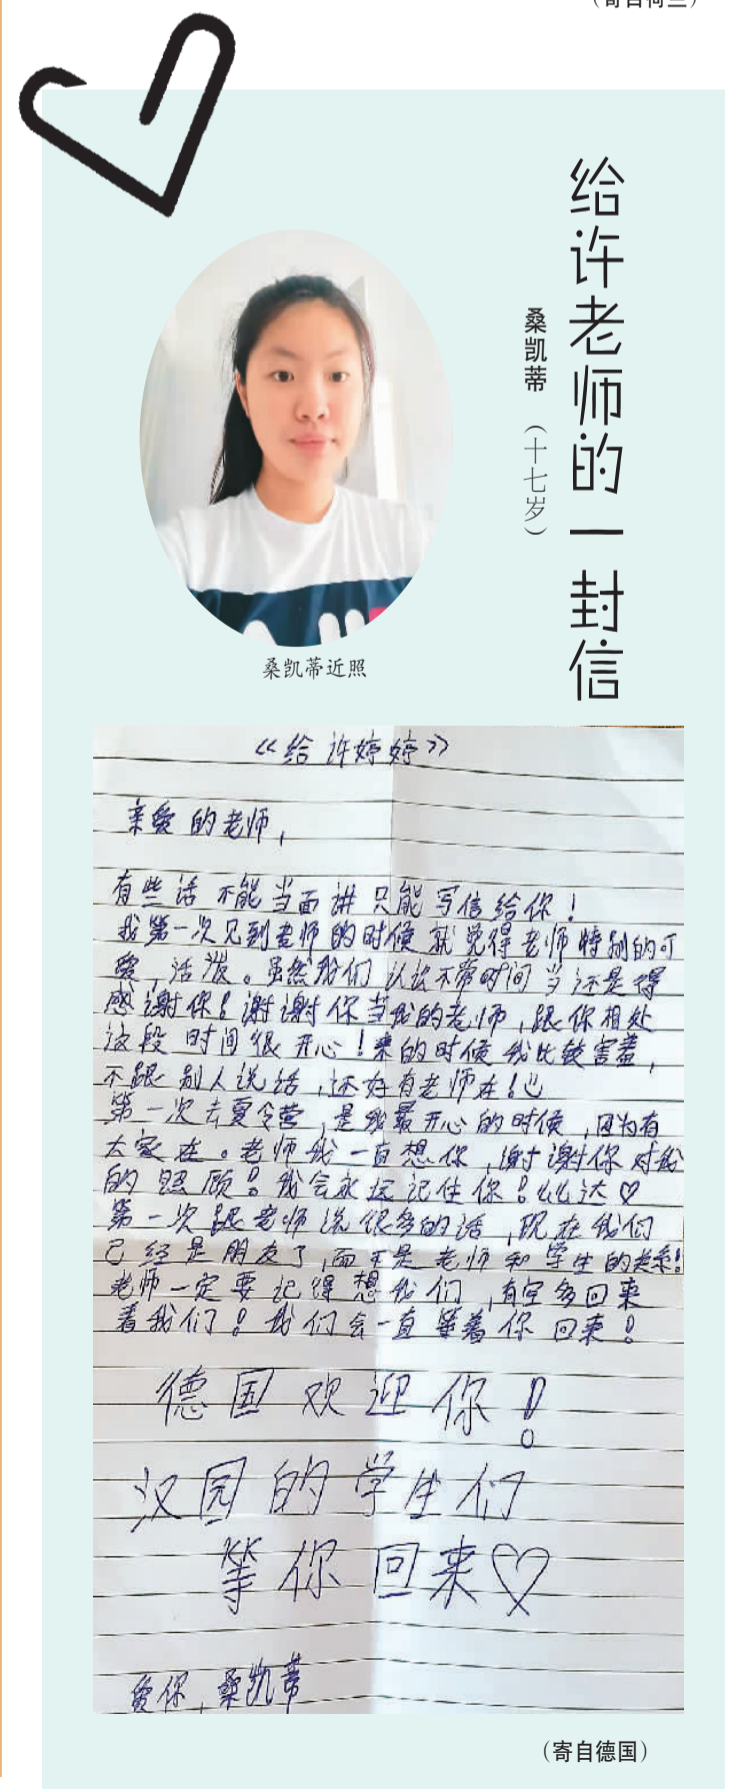 （寄自荷兰）
给许老师的一封信
桑凯蒂 （十七岁）
桑凯蒂近照
《给许婷婷》
亲爱的老师,
有些话不能当面讲只能写信给你!
我第一次见到老师的时候就觉得老师特别的可
爱,活泼。虽然我们认认不常时间当还是得
感谢你!谢谢你当我的老师,跟你相处
这段时间很开心!来的时候我比较害羞,
不跟别人说话,还好有老师在!
第一次去夏令营,是我最开心的时候,因为有
大家在。老师我一直想你,谢谢你对我
的照顾!我会永远记住你!么么达♡
第一次跟老师说很多的话,现在我们
已经是朋友了,而不是老师和学生的关系!
老师一定要记得想我们,有空多回来
看我们!我们会一直等着你回来!
德国欢迎你!
汉园的学生们
等你回来♡
爱你,桑凯蒂
（寄自德国）